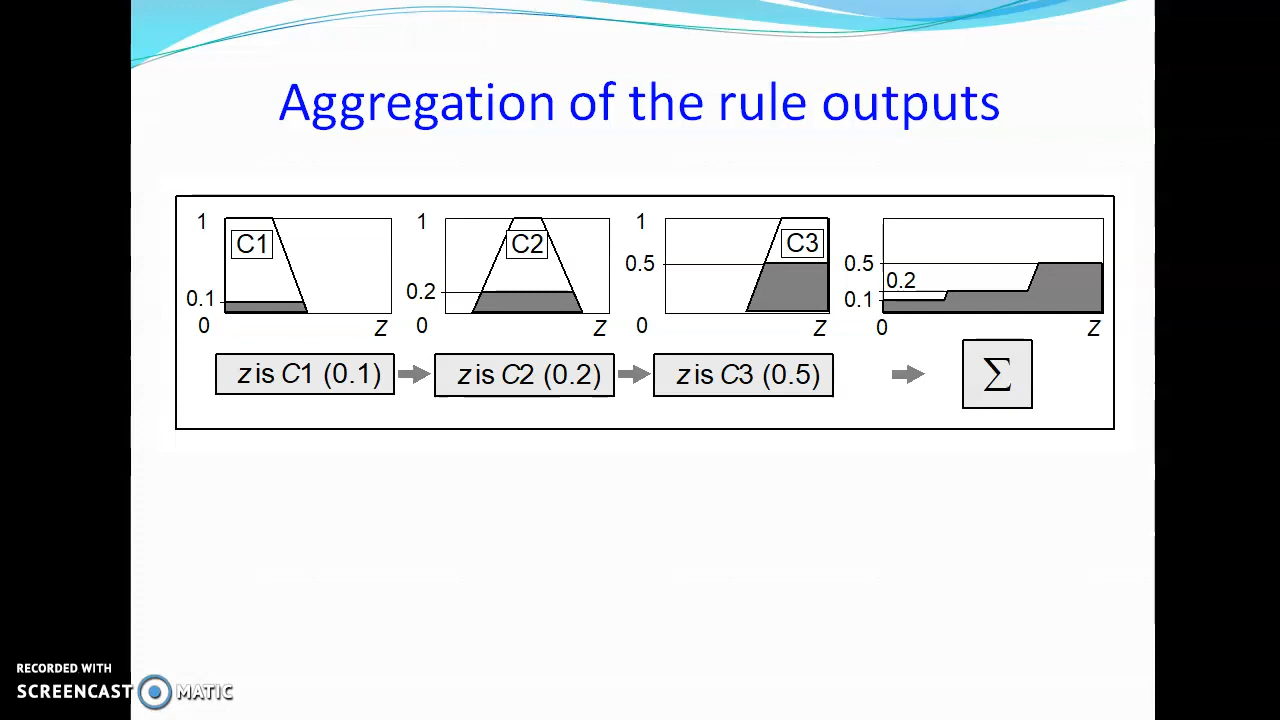 Aggregation of the rule outputs
1
C1
0.1
0
Z
1
C2
0.2
0
Z
1
C3
0.5
0
Z
0.5
0.2
0.1
0
Z
z is C1 (0.1)
z is C2 (0.2)
z is C3 (0.5)
∑
RECORDED WITH
SCREENCAST MATIC